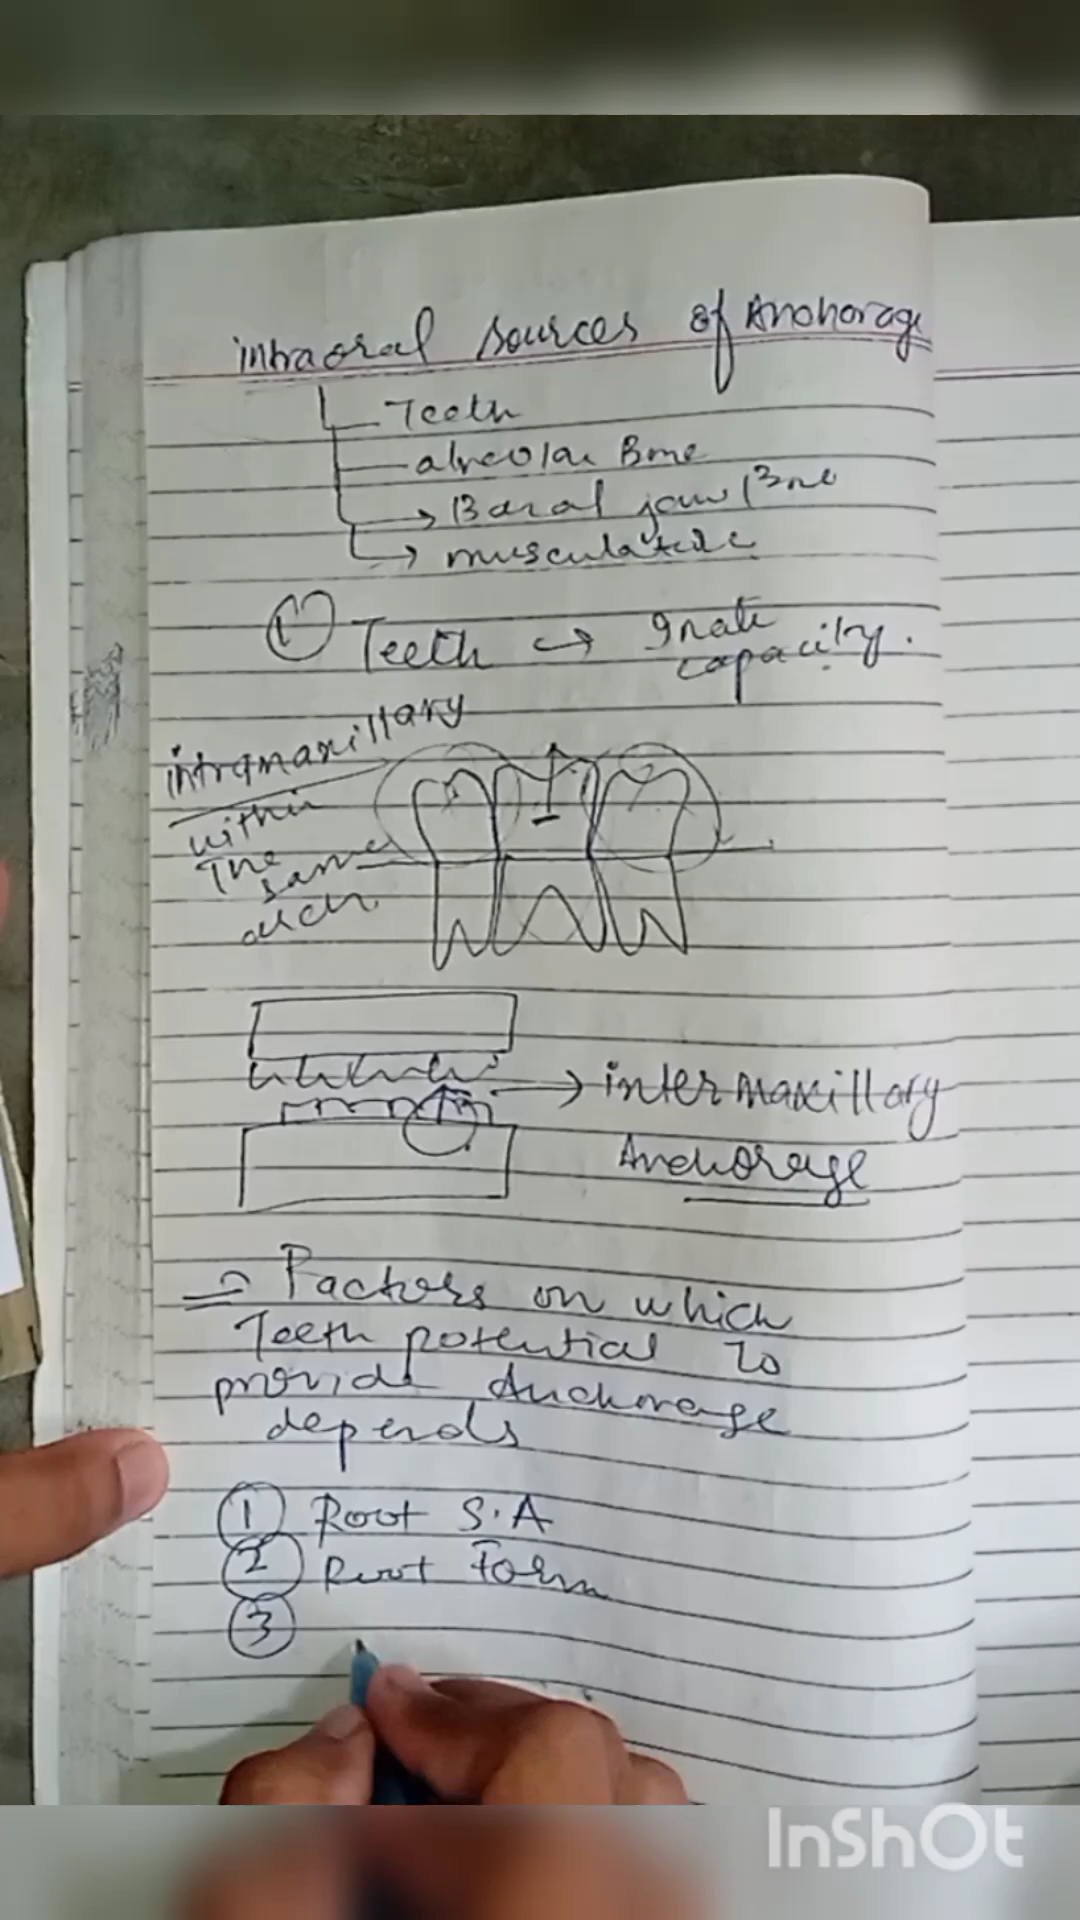 intraoral sources of Anchorage
Teeth
alveolar Bone
Basal jaw Bone
musculature
① Teeth → Inate
capacity.
intramaxillary
within
The
same
arch.
intermaxillary
Anchorage
⇒ Factors on which
Teeth potential to
provide Anchorage
depends
① Root S.A
② Root Form
③
InShOt